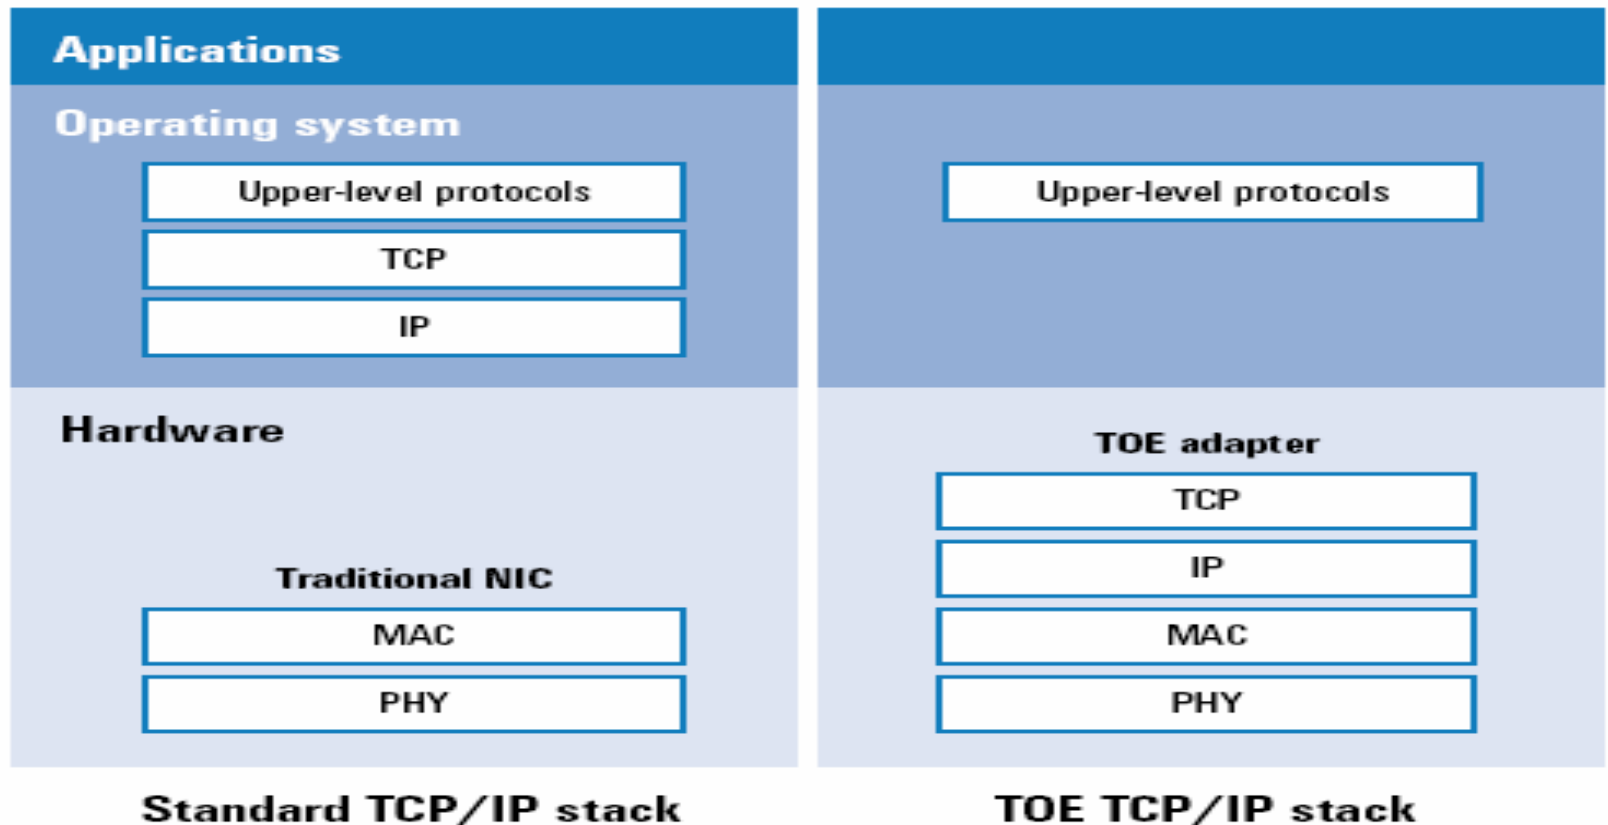 Applications
Operating system
Upper-level protocols
TCP
IP
Hardware
Traditional NIC
MAC
PHY
Standard TCP/IP stack
Upper-level protocols
TOE adapter
TCP
IP
MAC
PHY
TOE TCP/IP stack